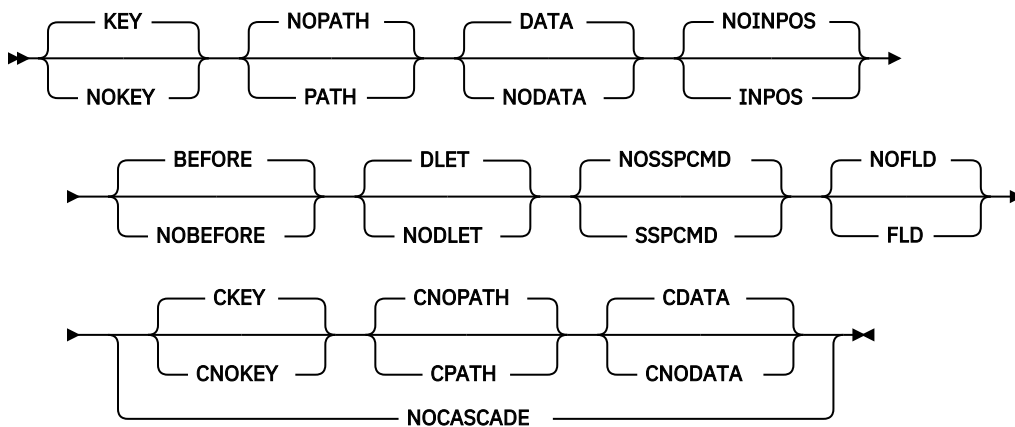 KEY NOPATH DATA NOINPOS
NOKEY PATH NODATA INPOS
BEFORE DLET NOSSPCMD NOFLD
NOBEFORE NODLET SSPCMD FLD
CKEY CNOPATH CDATA
CNOKEY CPATH CNODATA
NOCASCADE